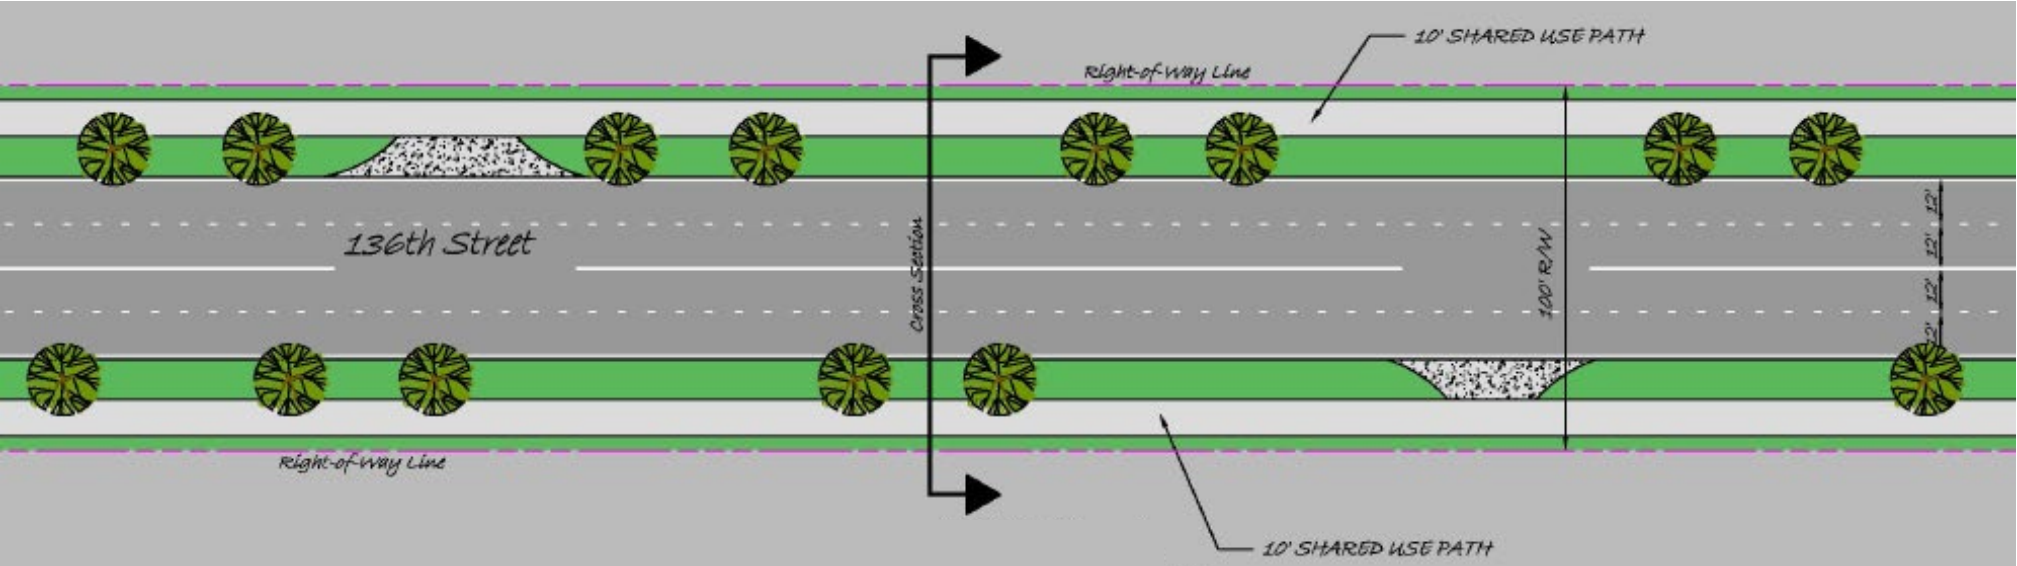 10' SHARED USE PATH
Right-of-Way Line
12'
136th Street
12'
Cross Section
100' R/W
12'
12'
Right-of-Way Line
10' SHARED USE PATH